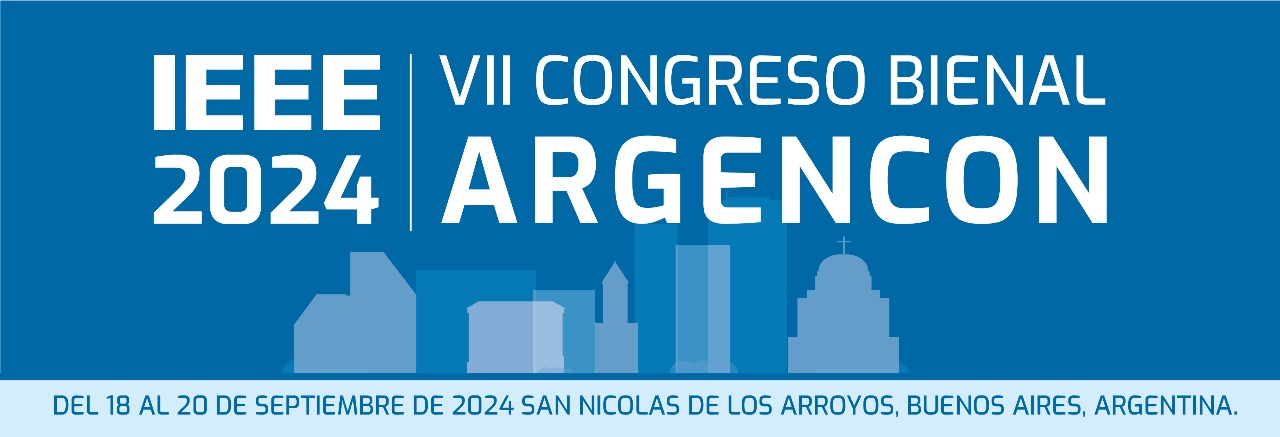 IEEE
2024
VII CONGRESO BIENAL
ARGENCON
DEL 18 AL 20 DE SEPTIEMBRE DE 2024 SAN NICOLAS DE LOS ARROYOS, BUENOS AIRES, ARGENTINA.